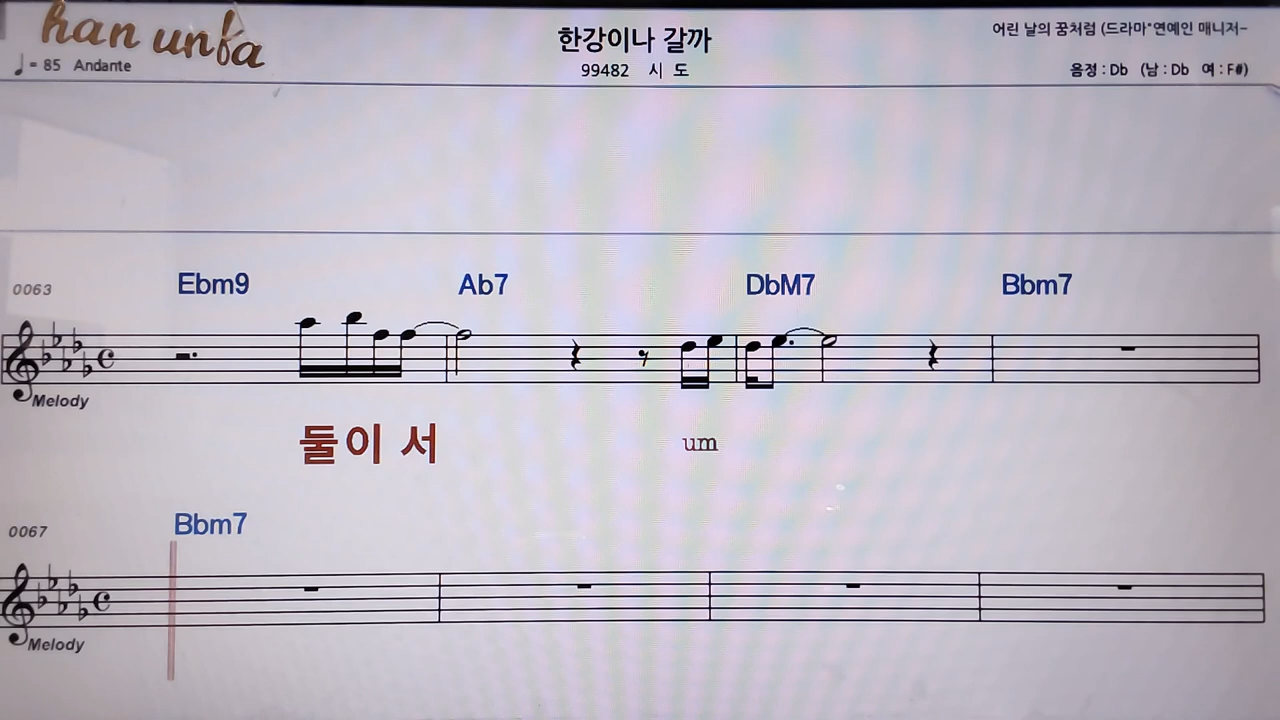 han unfa
한강이나 갈까
어린 날의 꿈처럼 (드라마"연예인 매니저-
♩= 85 Andante
99482 시 도
음정 : Db (남 : Db 여 : F#)
0063 Ebm9 Ab7 DbM7 Bbm7
Melody
둘이 서 um
0067 Bbm7
Melody